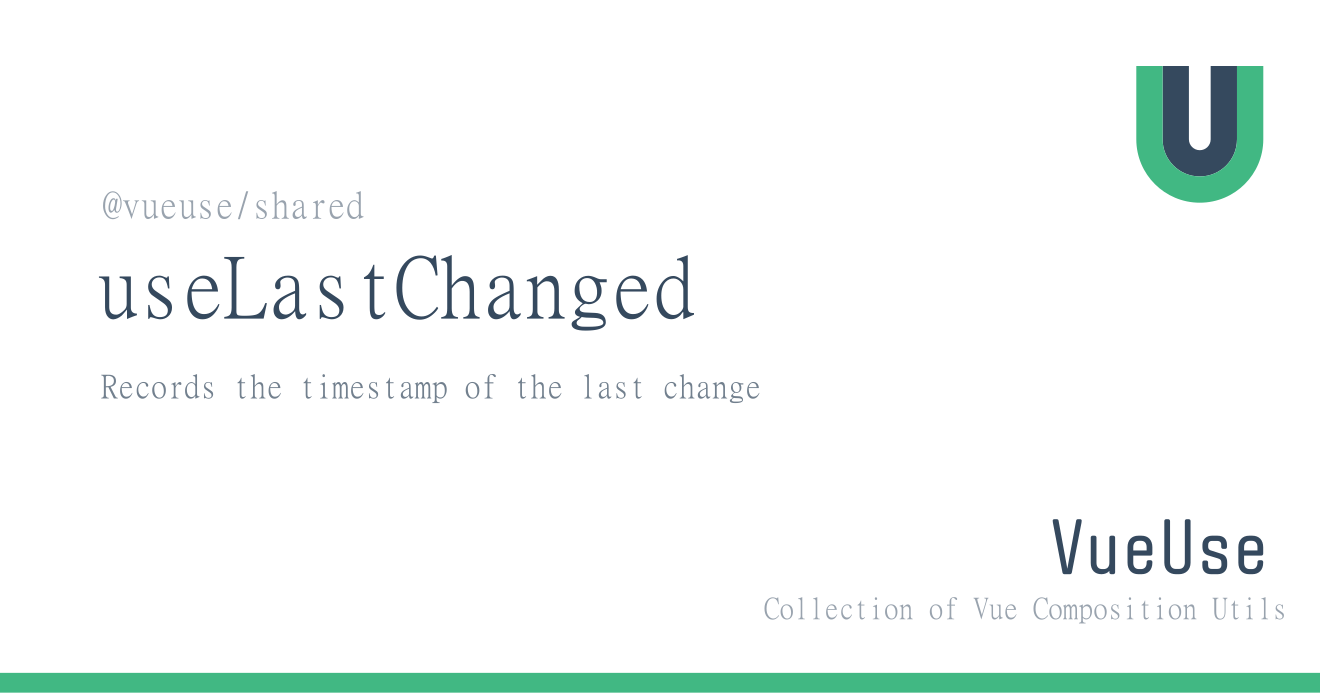 @vueuse/shared
useLastChanged
Records the timestamp of the last change
VueUse
Collection of Vue Composition Utils